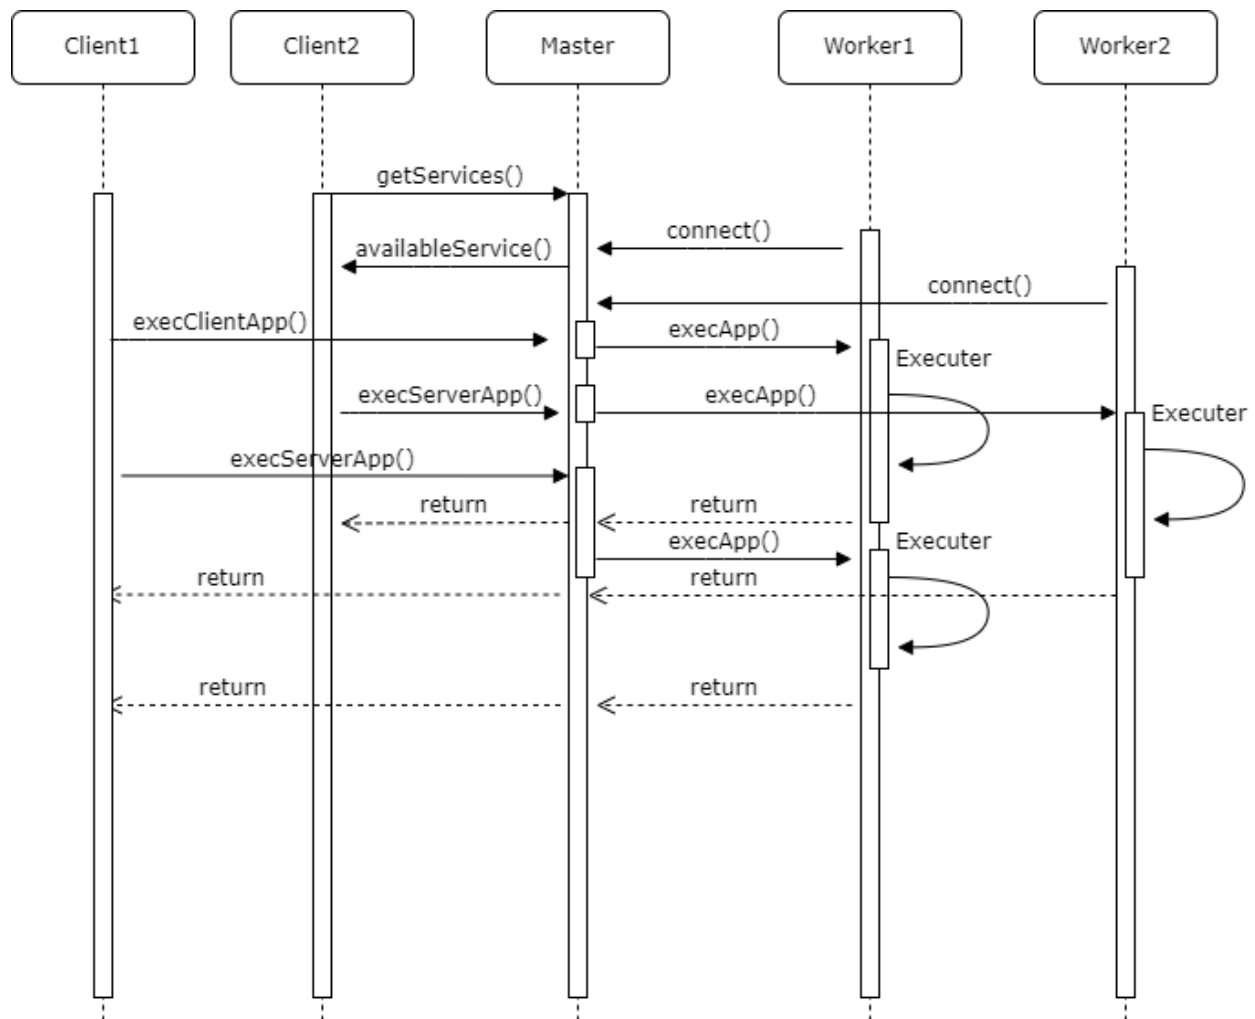 Client1
Client2
Master
Worker1
Worker2
getServices()
connect()
availableService()
connect()
execClientApp()
execApp()
Executer
execServerApp()
execApp()
Executer
execServerApp()
return
return
execApp()
Executer
return
return
return
return